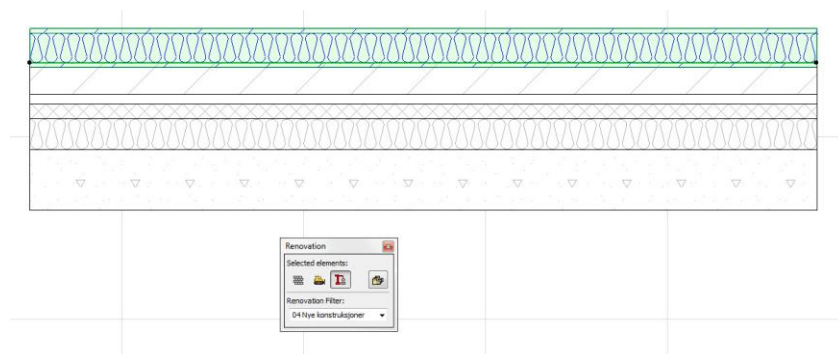 Renovation
Selected elements:
Renovation Filter:
04 Nye konstruksjoner